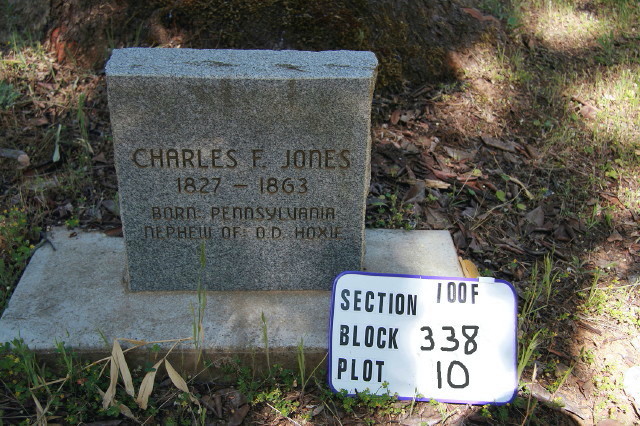 CHARLES F. JONES
1827 – 1863
BORN: PENNSYLVANIA
NEPHEW OF: O.D. HOXIE
SECTION 100F
BLOCK 338
PLOT 10